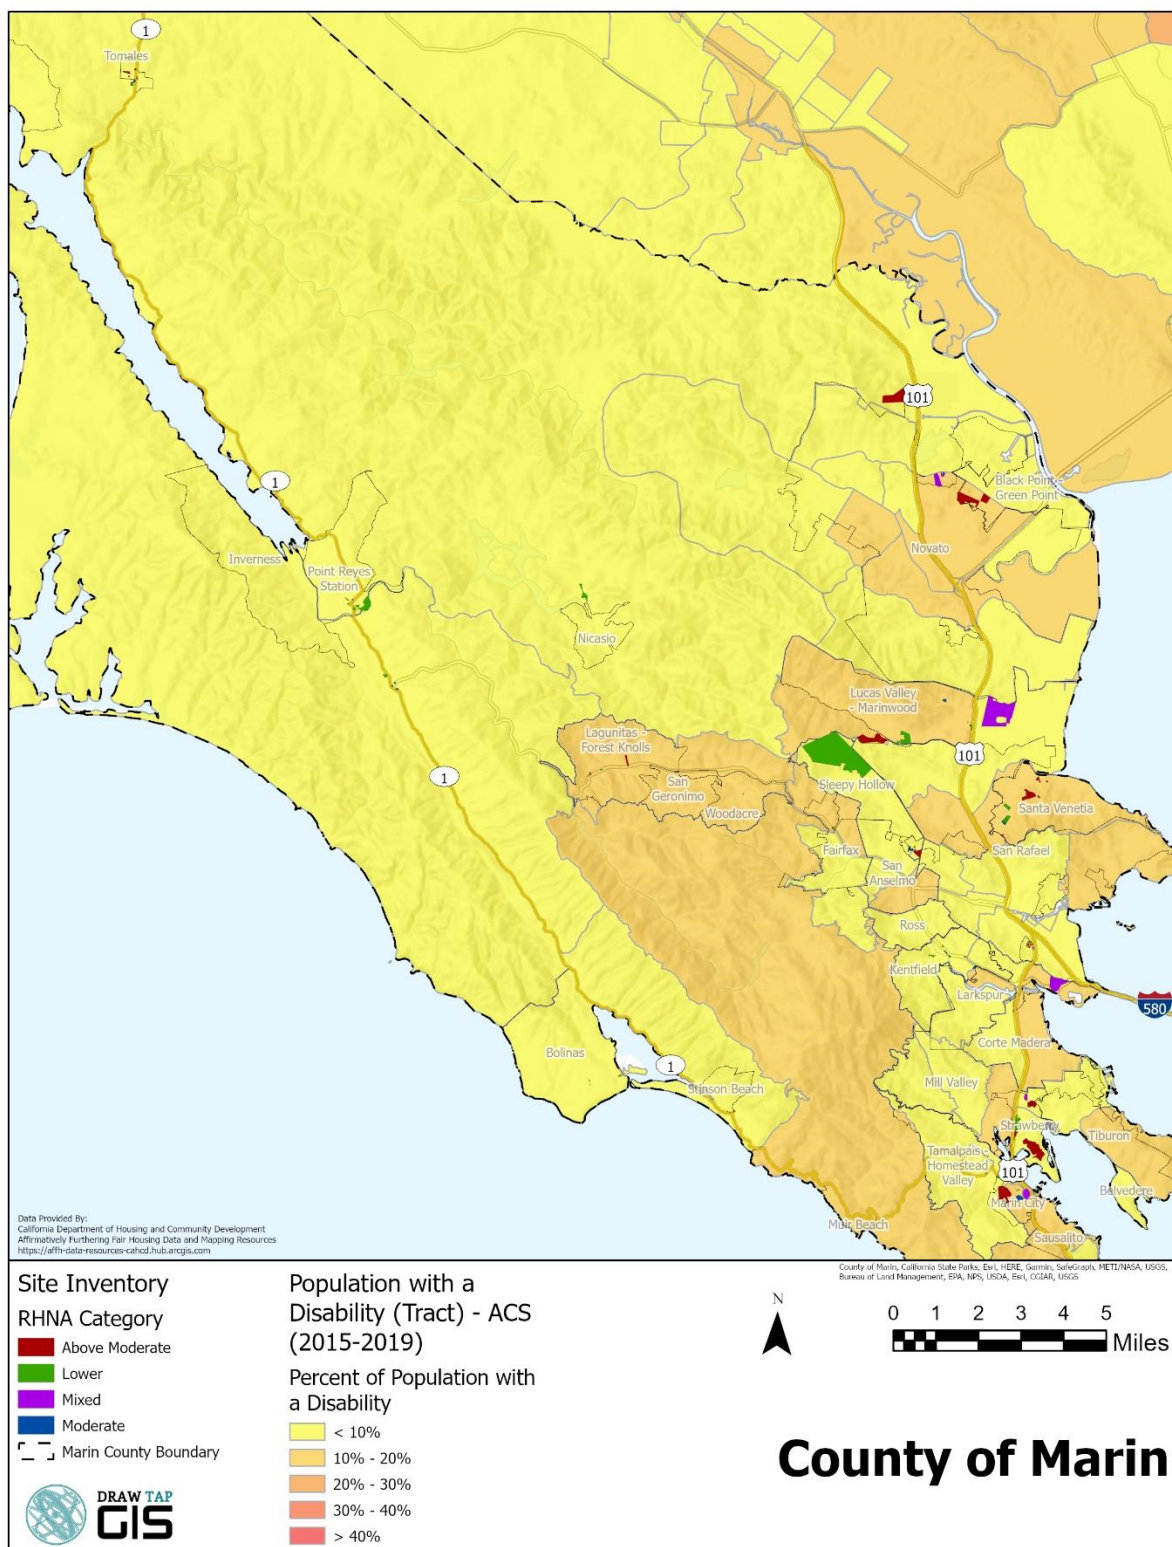 1
Tomales
101
Black Point -
Green Point
1
Inverness
Point Reyes
Station
Novato
Nicasio
Lucas Valley
- Marinwood
Lagunitas -
Forest Knolls
101
1
San
Geronimo
Sleepy Hollow
Woodacre
Santa Venetia
Fairfax
San Rafael
San
Anselmo
Ross
Kentfield
Larkspur
580
Corte Madera
Bolinas
1
Mill Valley
Stinson Beach
Strawberry
Tiburon
Tamalpais -
Homestead
Valley
101
Belvedere
Marin City
Muir Beach
Sausalito
Data Provided By:
California Department of Housing and Community Development
Affirmatively Furthering Fair Housing Data and Mapping Resources
https://affh-data-resources-cahcd.hub.arcgis.com
County of Marin, California State Parks, Esri, HERE, Garmin, SafeGraph, METI/NASA, USGS,
Bureau of Land Management, EPA, NPS, USDA, Esri, CGIAR, USGS
Site Inventory
RHNA Category
Above Moderate
Lower
Mixed
Moderate
Marin County Boundary
DRAW TAP
GIS
Population with a
Disability (Tract) - ACS
(2015-2019)
Percent of Population with
a Disability
< 10%
10% - 20%
20% - 30%
30% - 40%
> 40%
N
0 1 2 3 4 5
Miles
County of Marin